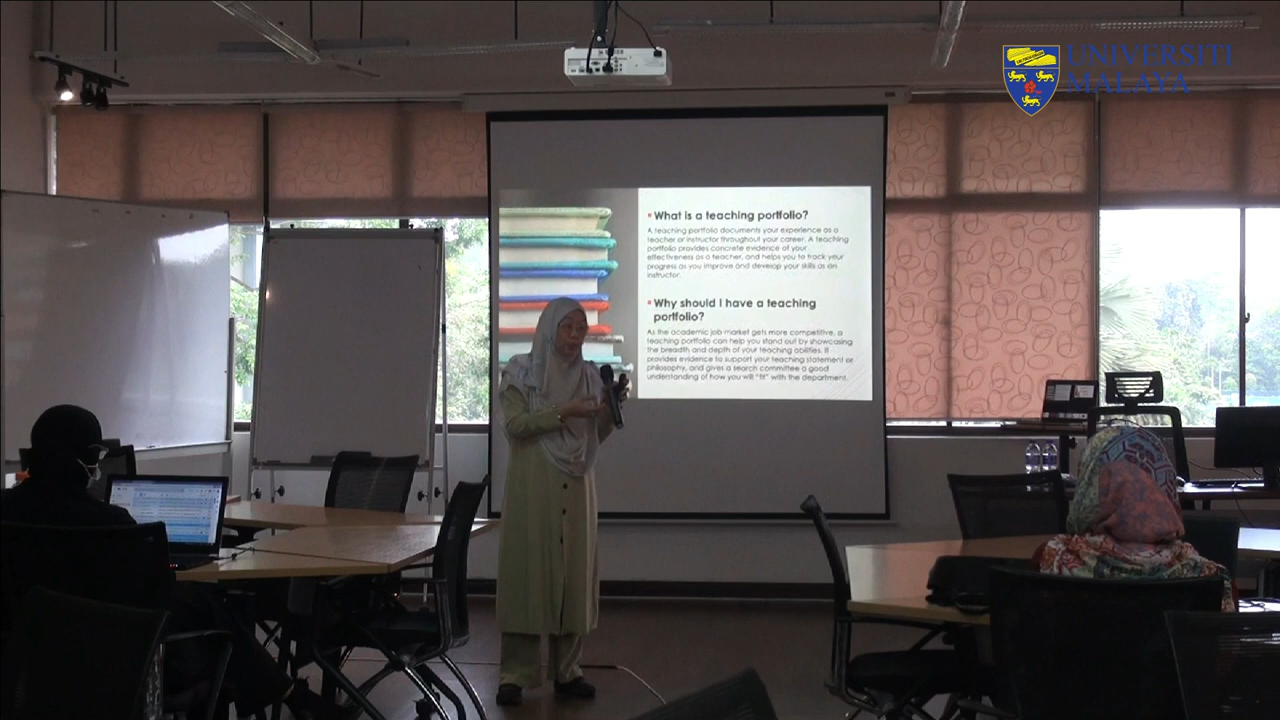 UNIVERSITI
MALAYA
What is a teaching portfolio?
A teaching portfolio documents your experience as a
teacher or instructor throughout your career. A teaching
portfolio provides concrete evidence of your
effectiveness as a teacher, and helps you to track your
progress as you improve and develop your skills as an
instructor.
Why should I have a teaching
portfolio?
As the academic job market gets more competitive, a
teaching portfolio can help you stand out by showcasing
the breadth and depth of your teaching abilities. It
provides evidence to support your teaching statement or
philosophy, and gives a search committee a good
understanding of how you will "fit" with the department.